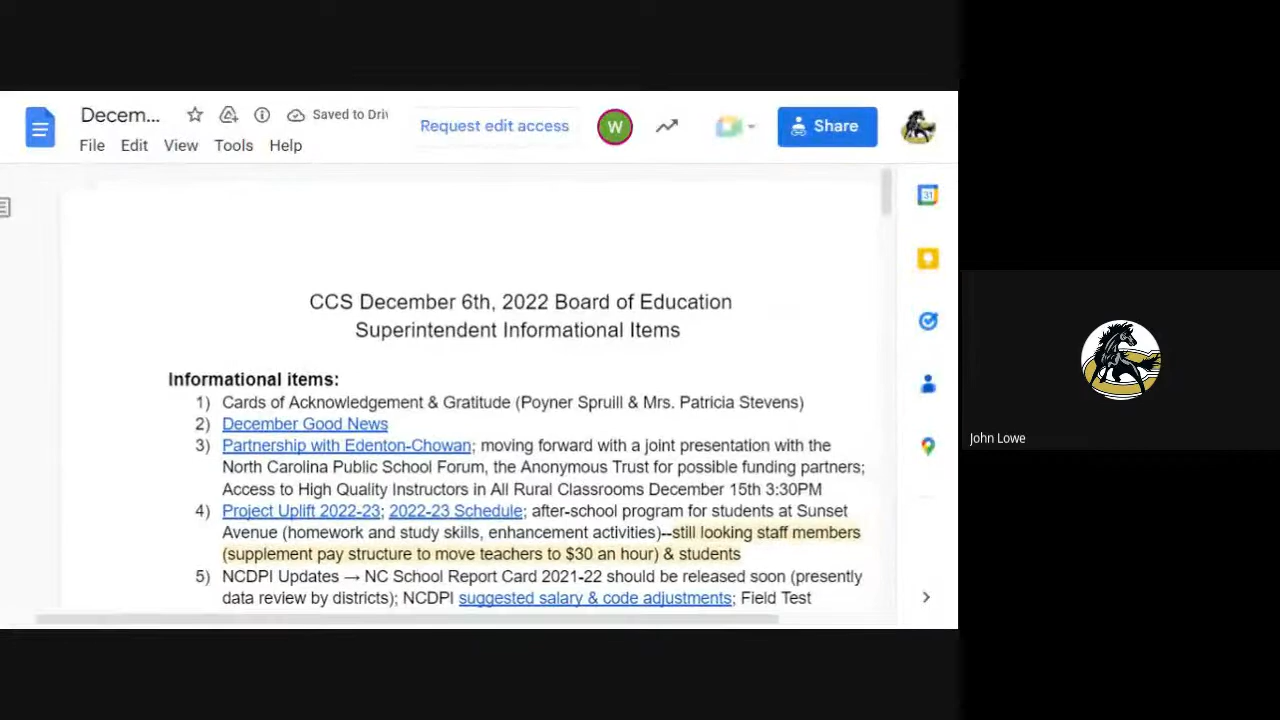 Decem...
Saved to Driv
Request edit access
W
Share
File Edit View Tools Help
31
CCS December 6th, 2022 Board of Education
Superintendent Informational Items
Informational items:
1) Cards of Acknowledgement & Gratitude (Poyner Spruill & Mrs. Patricia Stevens)
2) December Good News
3) Partnership with Edenton-Chowan; moving forward with a joint presentation with the
North Carolina Public School Forum, the Anonymous Trust for possible funding partners;
Access to High Quality Instructors in All Rural Classrooms December 15th 3:30PM
4) Project Uplift 2022-23; 2022-23 Schedule; after-school program for students at Sunset
Avenue (homework and study skills, enhancement activities)--still looking staff members
(supplement pay structure to move teachers to $30 an hour) & students
5) NCDPI Updates → NC School Report Card 2021-22 should be released soon (presently
data review by districts); NCDPI suggested salary & code adjustments; Field Test
John Lowe